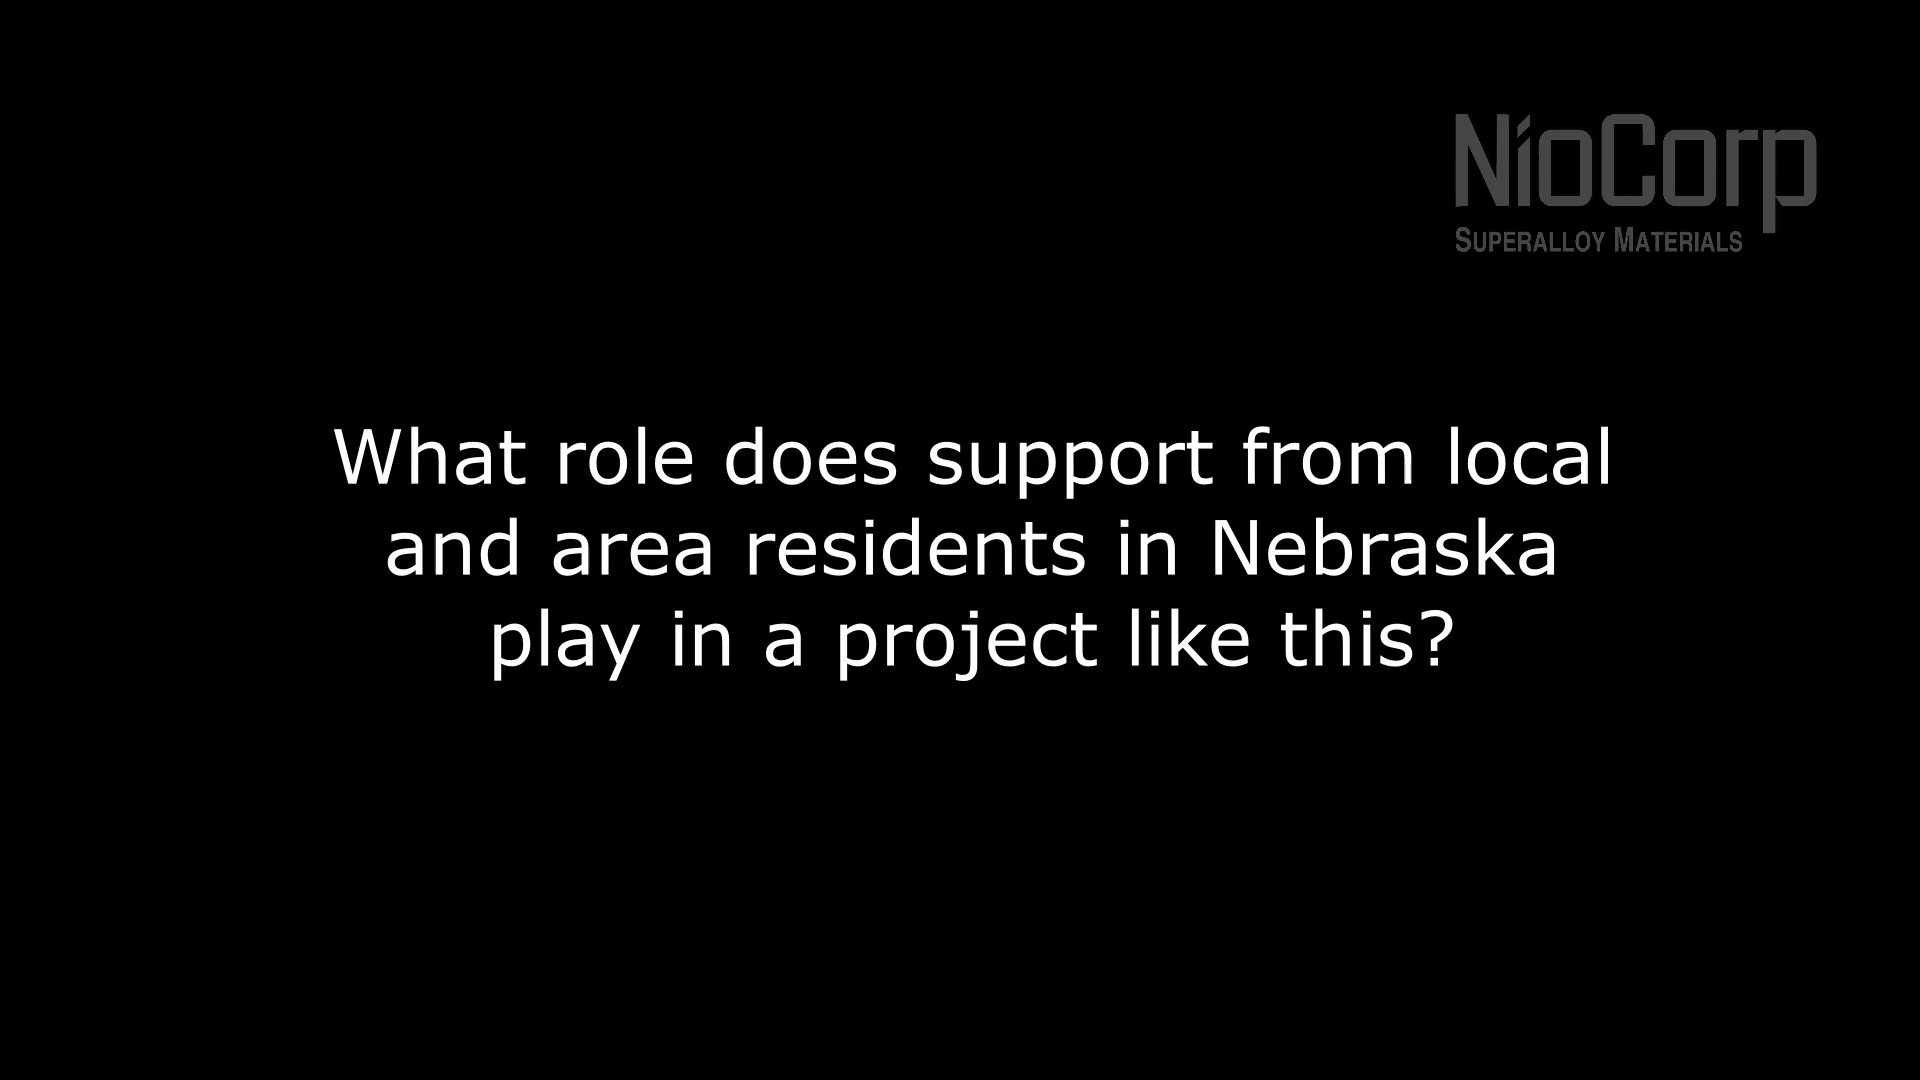 NioCorp
SUPERALLOY MATERIALS
What role does support from local
and area residents in Nebraska
play in a project like this?